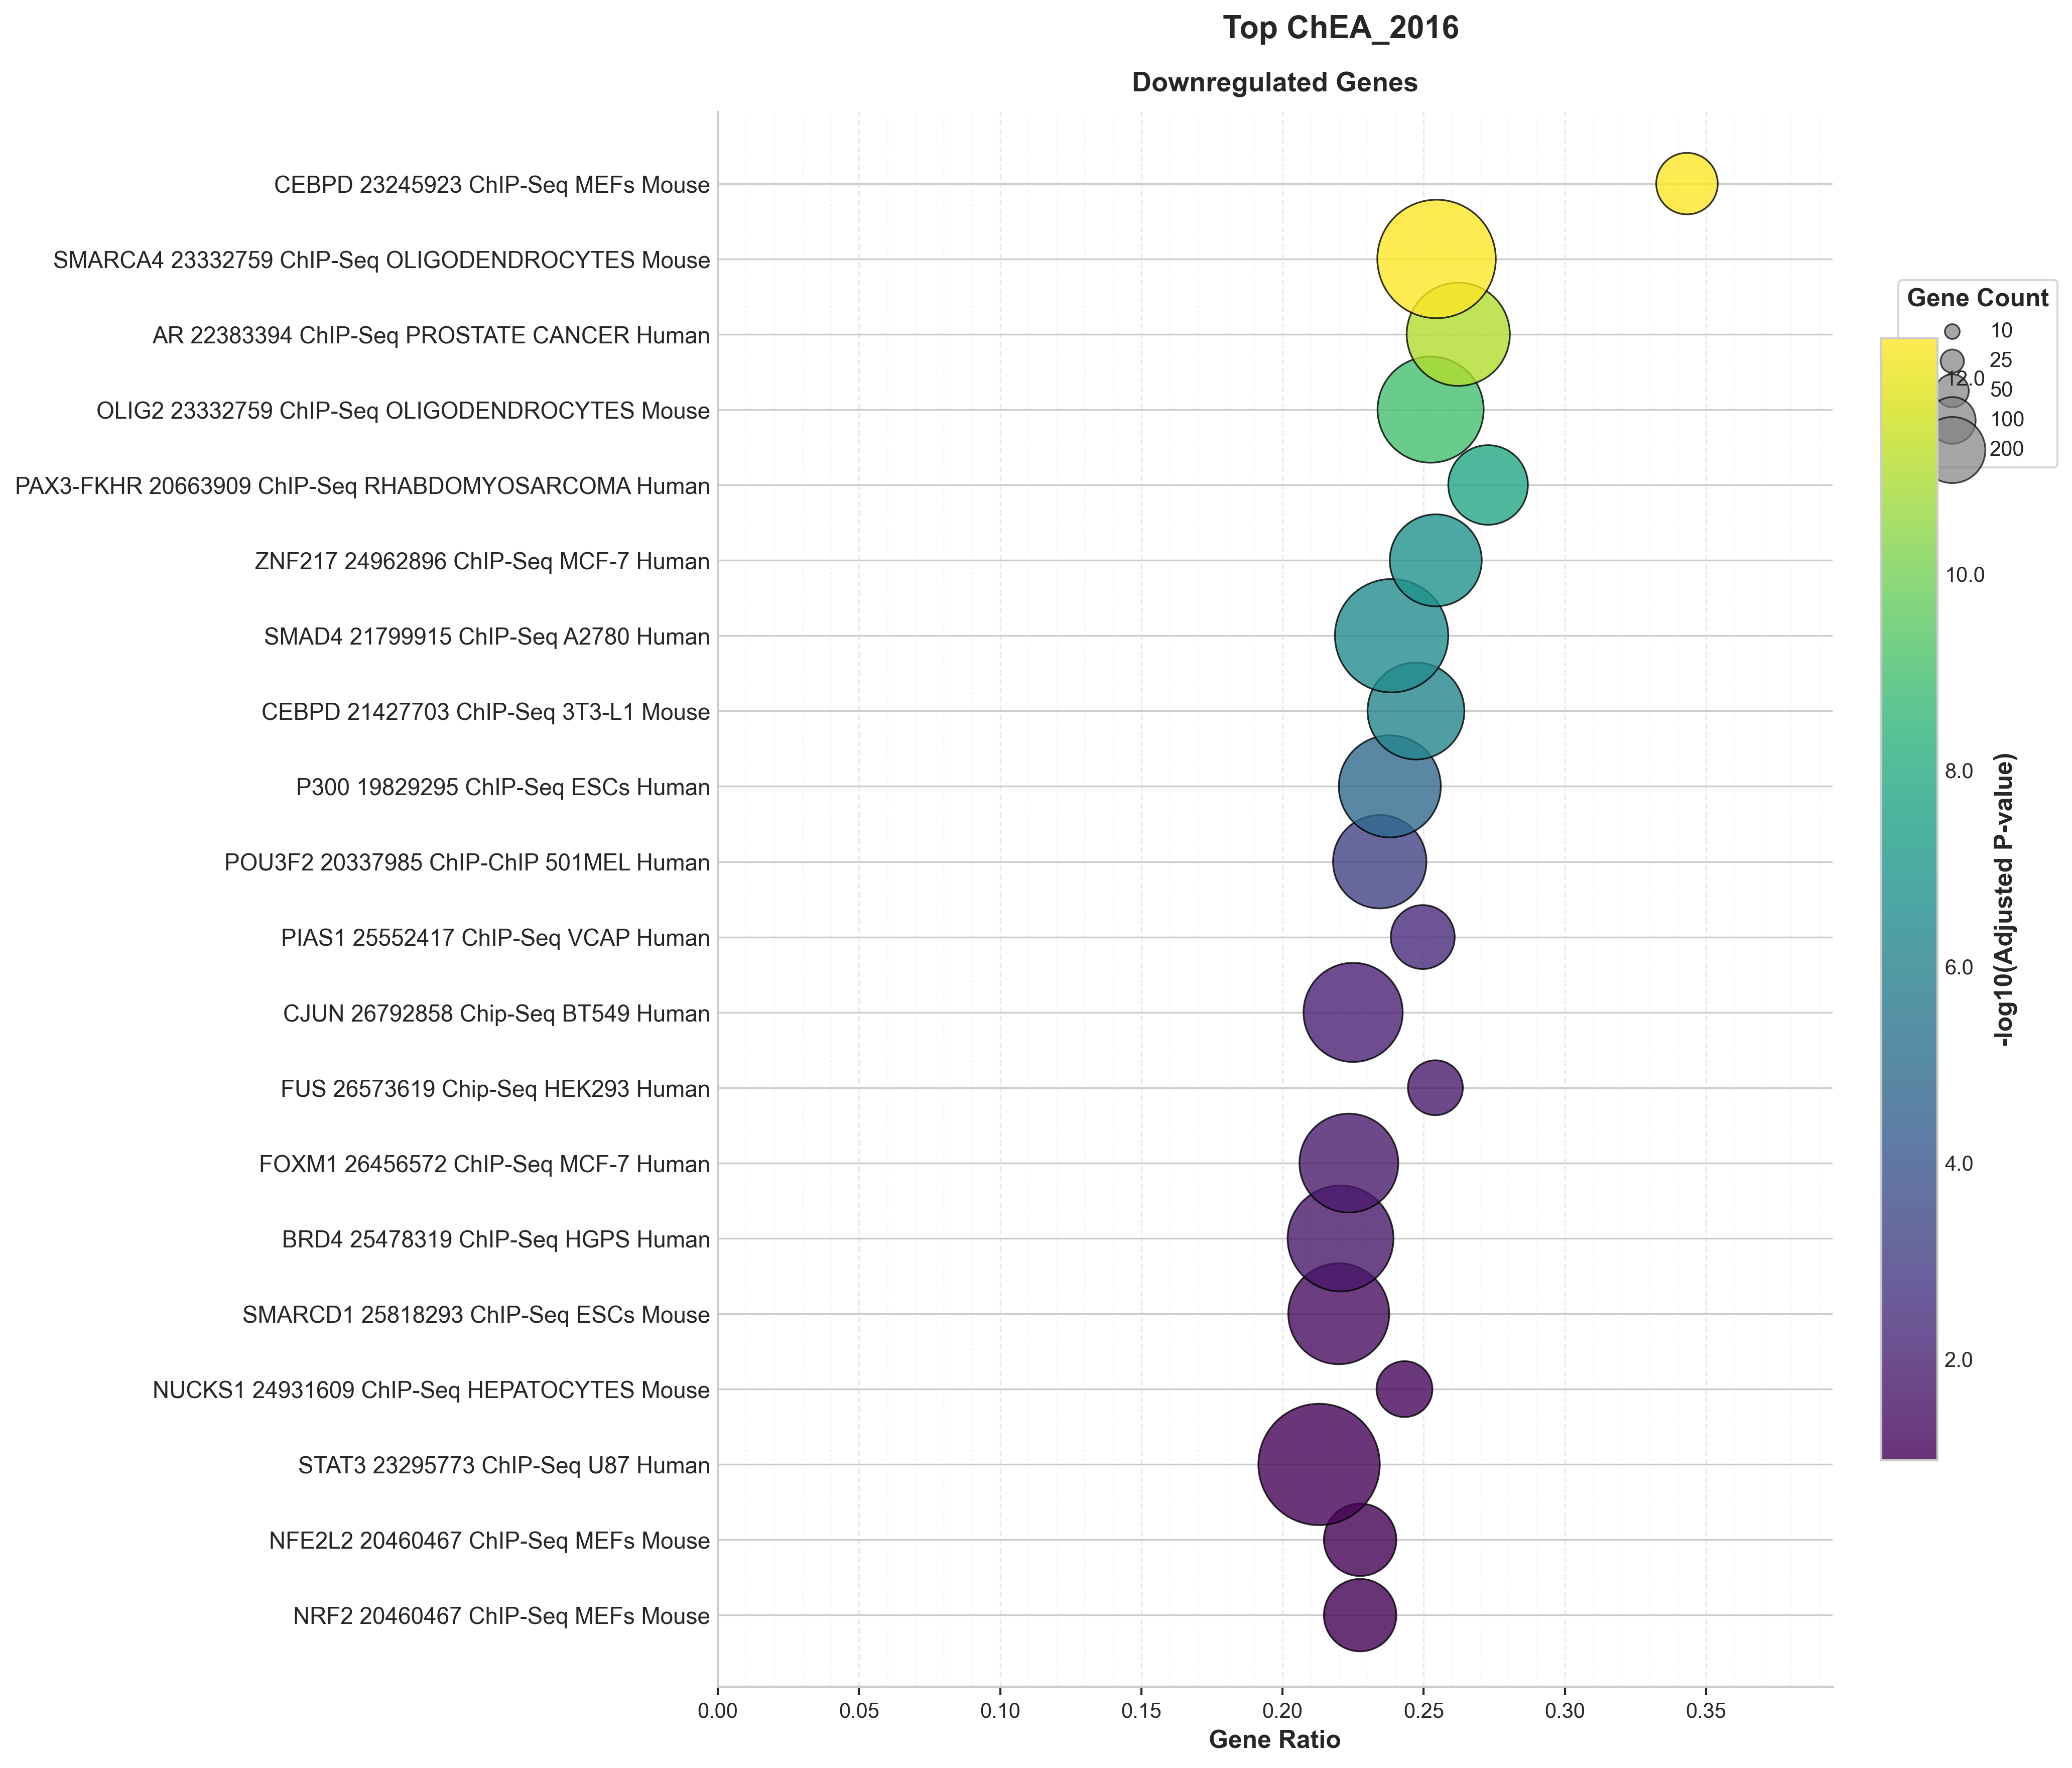 Top ChEA_2016
Downregulated Genes
CEBPD 23245923 ChIP-Seq MEFs Mouse
SMARCA4 23332759 ChIP-Seq OLIGODENDROCYTES Mouse
AR 22383394 ChIP-Seq PROSTATE CANCER Human
OLIG2 23332759 ChIP-Seq OLIGODENDROCYTES Mouse
PAX3-FKHR 20663909 ChIP-Seq RHABDOMYOSARCOMA Human
ZNF217 24962896 ChIP-Seq MCF-7 Human
SMAD4 21799915 ChIP-Seq A2780 Human
CEBPD 21427703 ChIP-Seq 3T3-L1 Mouse
P300 19829295 ChIP-Seq ESCs Human
POU3F2 20337985 ChIP-ChIP 501MEL Human
PIAS1 25552417 ChIP-Seq VCAP Human
CJUN 26792858 Chip-Seq BT549 Human
FUS 26573619 Chip-Seq HEK293 Human
FOXM1 26456572 ChIP-Seq MCF-7 Human
BRD4 25478319 ChIP-Seq HGPS Human
SMARCD1 25818293 ChIP-Seq ESCs Mouse
NUCKS1 24931609 ChIP-Seq HEPATOCYTES Mouse
STAT3 23295773 ChIP-Seq U87 Human
NFE2L2 20460467 ChIP-Seq MEFs Mouse
NRF2 20460467 ChIP-Seq MEFs Mouse
0.00 0.05 0.10 0.15 0.20 0.25 0.30 0.35
Gene Ratio
Gene Count
10
25
50
100
200
12.0
10.0
8.0
6.0
4.0
2.0
-log10(Adjusted P-value)